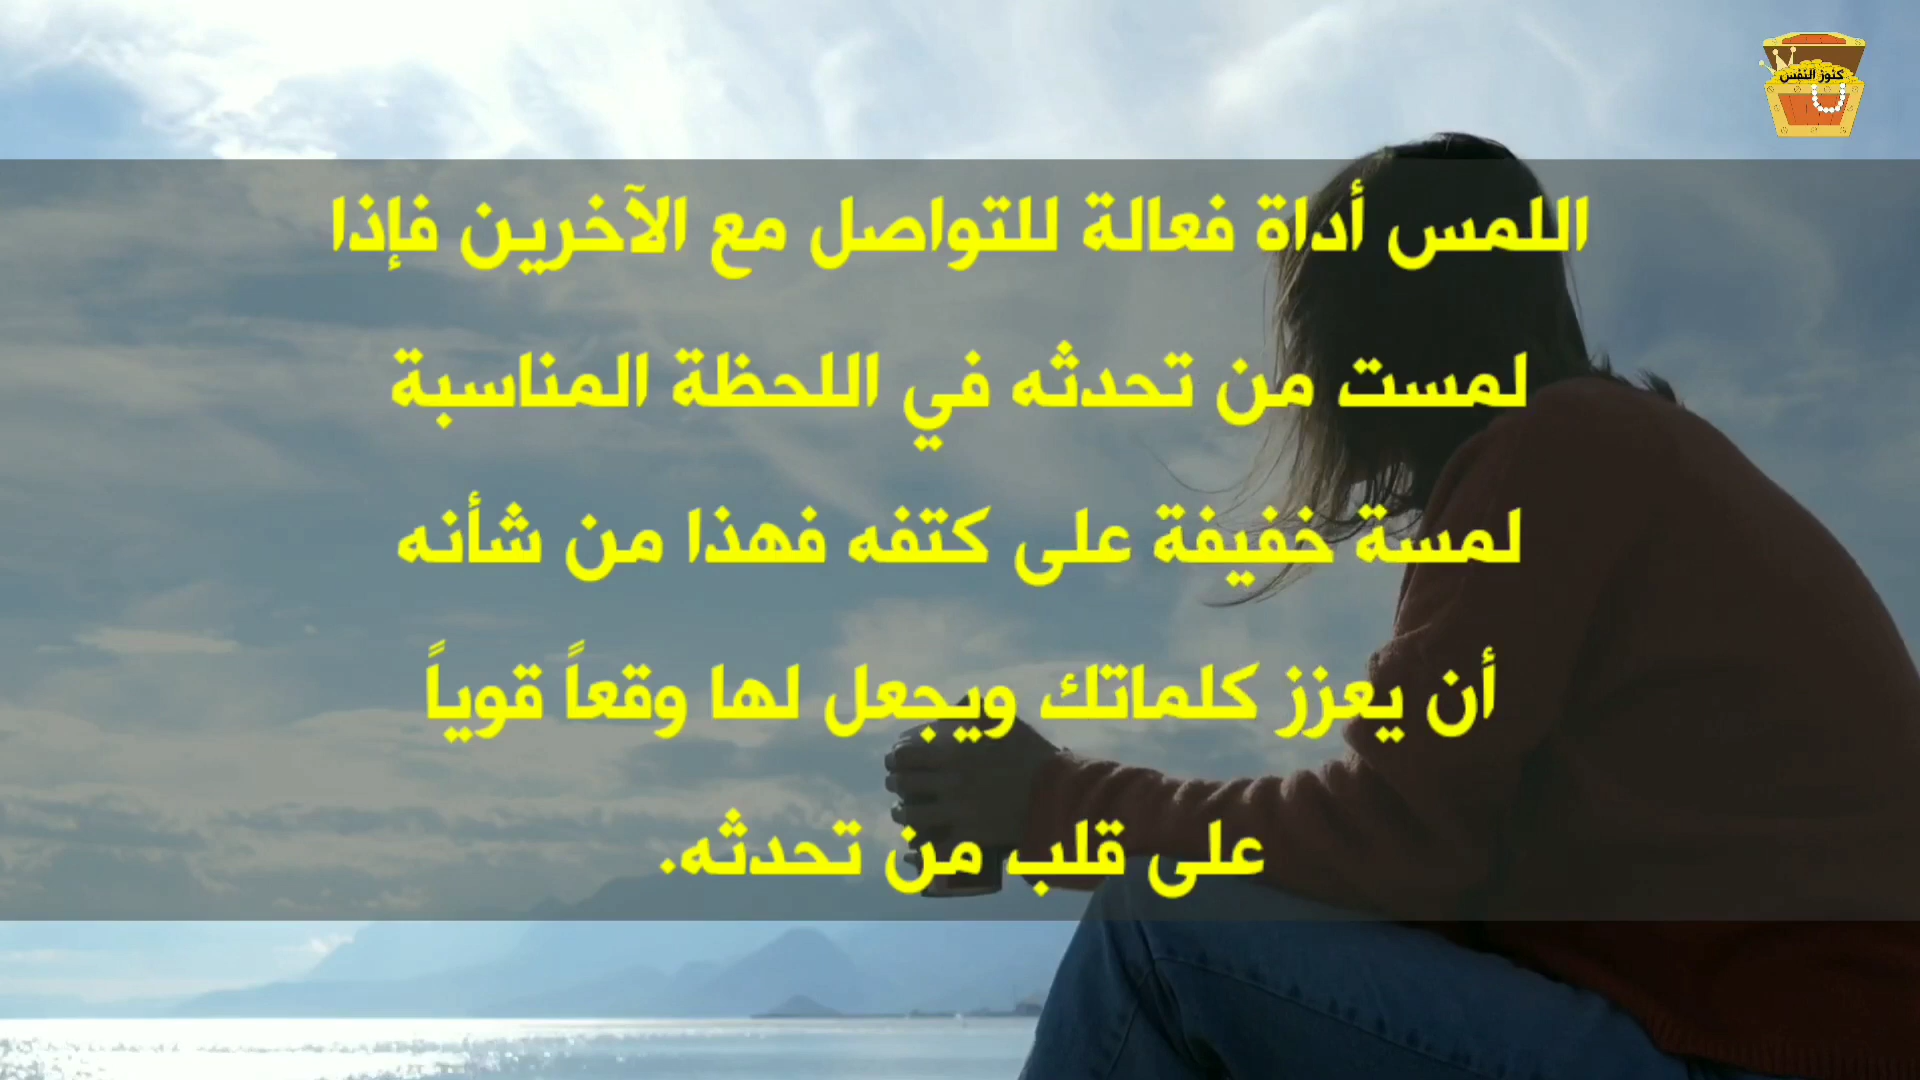 كنوز النفس
اللمس أداة فعالة للتواصل مع الآخرين فإذا
لمست من تحدثه في اللحظة المناسبة
لمسة خفيفة على كتفه فهذا من شأنه
أن يعزز كلماتك ويجعل لها وقعاً قوياً
على قلب من تحدثه.